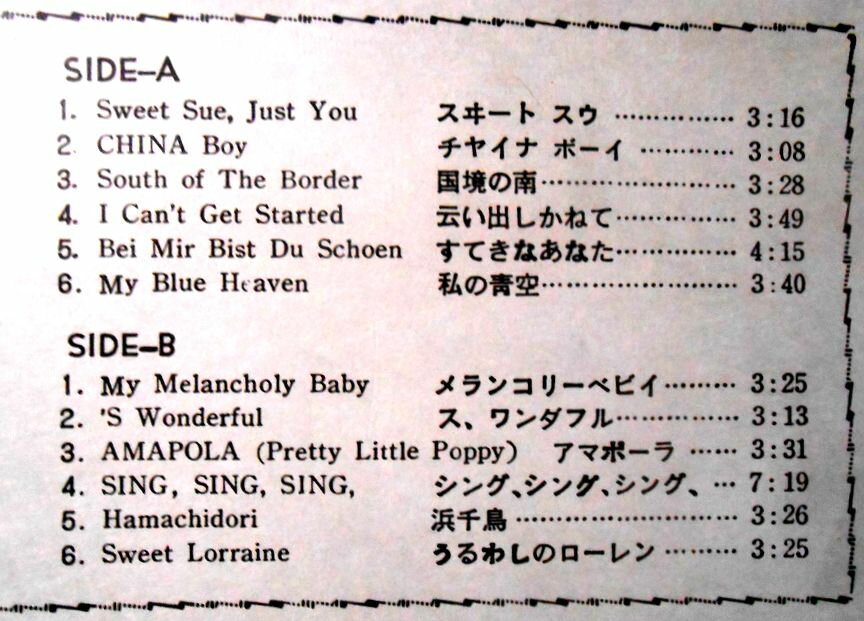 SIDE-A
1. Sweet Sue, Just You スヰート スウ ……………… 3:16
2. CHINA Boy チヤイナ ボーイ ………… 3:08
3. South of The Border 国境の南…………………… 3:28
4. I Can't Get Started 云い出しかねて…………… 3:49
5. Bei Mir Bist Du Schoen すてきなあなた…………… 4:15
6. My Blue Heaven 私の青空…………………… 3:40
SIDE-B
1. My Melancholy Baby メランコリーベビイ……… 3:25
2. 'S Wonderful ス、ワンダフル…………… 3:13
3. AMAPOLA (Pretty Little Poppy) アマポーラ …… 3:31
4. SING, SING, SING, シング、シング、シング、… 7:19
5. Hamachidori 浜千鳥………………………… 3:26
6. Sweet Lorraine うるわしのローレン ……… 3:25